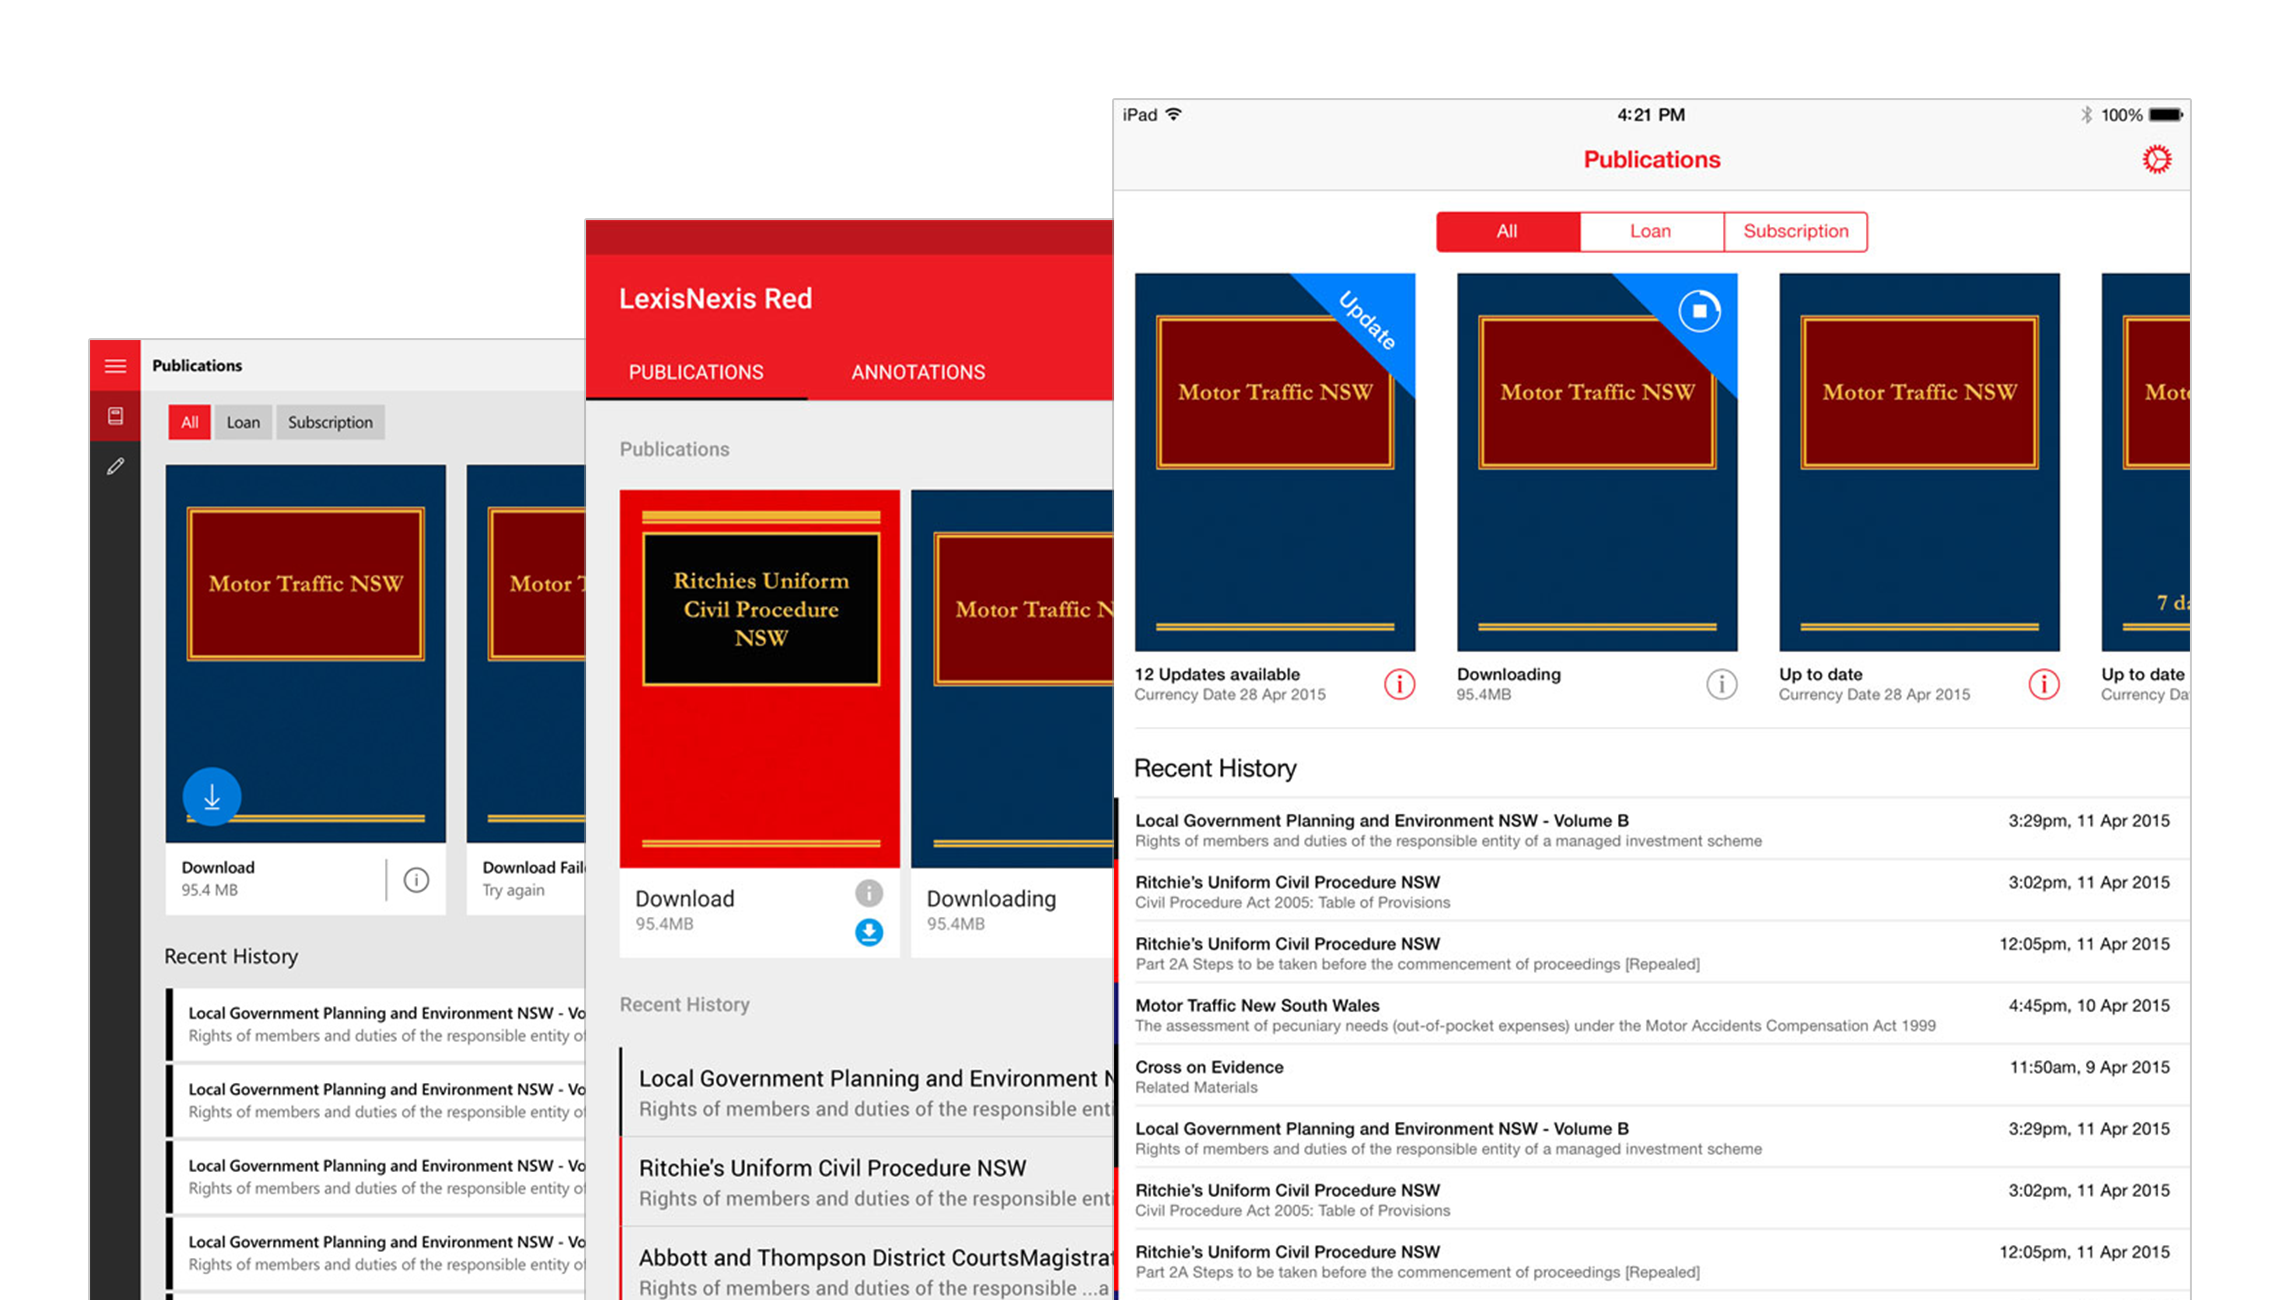 Publications
All
Loan
Subscription
Motor Traffic NSW
Motor
Download
95.4 MB
Download
Try again
Recent History
Local Government Planning and Environment NSW -
Rights of members and duties of the responsible entity
Local Government Planning and Environment NSW -
Rights of members and duties of the responsible entity
Local Government Planning and Environment NSW -
Rights of members and duties of the responsible entity
Local Government Planning and Environment NSW -
Rights of members and duties of the responsible entity
LexisNexis Red
PUBLICATIONS
ANNOTATIONS
Publications
Ritchies Uniform
Civil Procedure
NSW
Motor Traffic
Download
95.4MB
Downloading
95.4MB
Recent History
Local Government Planning and Environment
Rights of members and duties of the responsible
Ritchie's Uniform Civil Procedure NSW
Rights of members and duties of the responsible
Abbott and Thompson District
Rights of members and duties of the responsible ...a
iPad
4:21 PM
100%
Publications
All
Loan
Subscription
Update
Motor Traffic NSW
Motor Traffic NSW
Motor Traffic NSW
7
12 Updates available
Currency Date 28 Apr 2015
Downloading
95.4MB
Up to date
Currency Date 28 Apr 2015
Up to date
Currency
Recent History
Local Government Planning and Environment NSW - Volume B
3:29pm, 11 Apr 2015
Rights of members and duties of the responsible entity of a managed investment scheme
Ritchie's Uniform Civil Procedure NSW
3:02pm, 11 Apr 2015
Civil Procedure Act 2005: Table of Provisions
Ritchie's Uniform Civil Procedure NSW
12:05pm, 11 Apr 2015
Part 2A Steps to be taken before the commencement of proceedings [Repealed]
Motor Traffic New South Wales
4:45pm, 10 Apr 2015
The assessment of pecuniary needs (out-of-pocket expenses) under the Motor Accidents Compensation Act 1999
Cross on Evidence
11:50am, 9 Apr 2015
Related Materials
Local Government Planning and Environment NSW - Volume B
3:29pm, 11 Apr 2015
Rights of members and duties of the responsible entity of a managed investment scheme
Ritchie's Uniform Civil Procedure NSW
3:02pm, 11 Apr 2015
Civil Procedure Act 2005: Table of Provisions
Ritchie's Uniform Civil Procedure NSW
12:05pm, 11 Apr 2015
Part 2A Steps to be taken before the commencement of proceedings [Repealed]